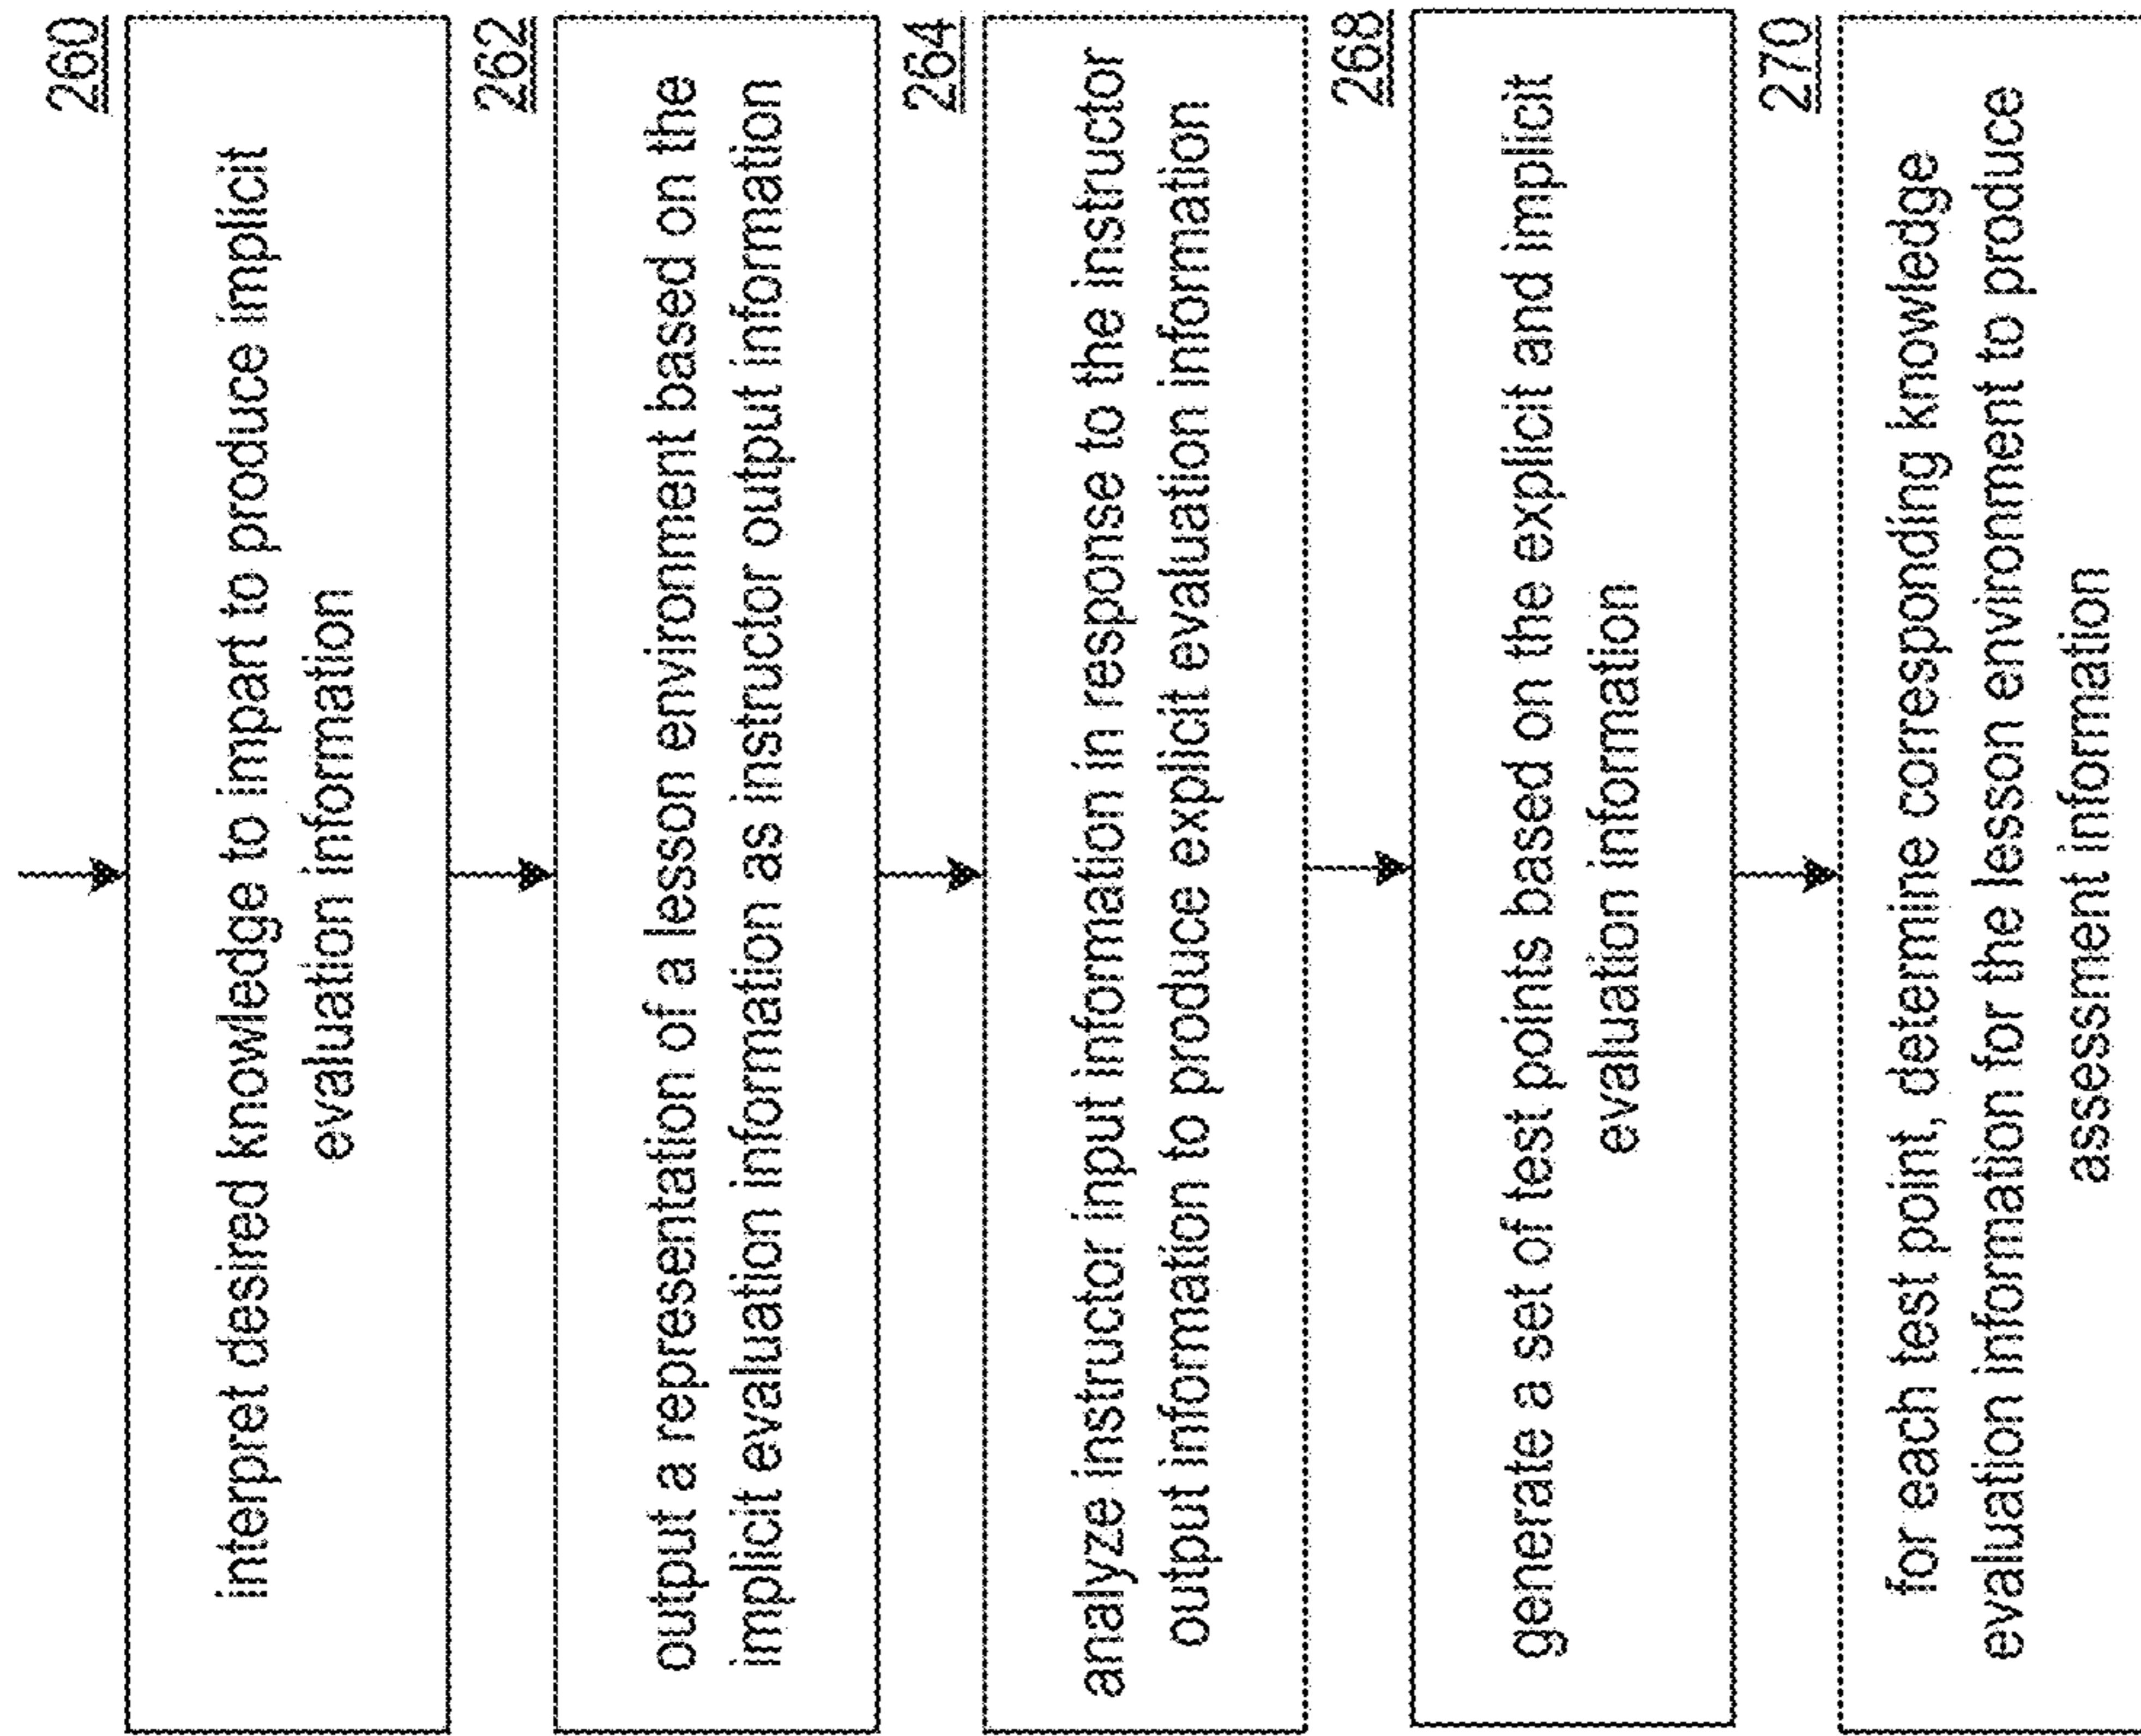 260
interpret desired knowledge to impart to produce implicit
evaluation information
262
output a representation of a lesson environment based on the
implicit evaluation information as instructor output information
264
analyze instructor input information in response to the instructor
output information to produce explicit evaluation information
268
generate a set of test points based on the explicit and implicit
evaluation information
270
for each test point, determine corresponding knowledge
evaluation information for the lesson environment to produce
assessment information